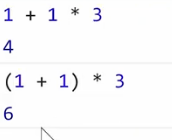 1 + 1 * 3
4
(1 + 1) * 3
6